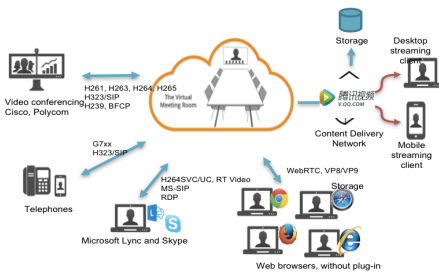 Storage
Desktop
streaming
client
H261, H263, H264, H265
H323/SIP
H239, BFCP
The Virtual
Meeting Room
Video conferencing
Cisco, Polycom
腾讯视频
V.QQ.COM
Content Delivery
Network
Mobile
streaming
client
G7xx
H323/SIP
Telephones
H264SVC/UC, RT Video
MS-SIP
RDP
Microsoft Lync and Skype
WebRTC, VP8/VP9
Storage
Web browsers, without plug-in